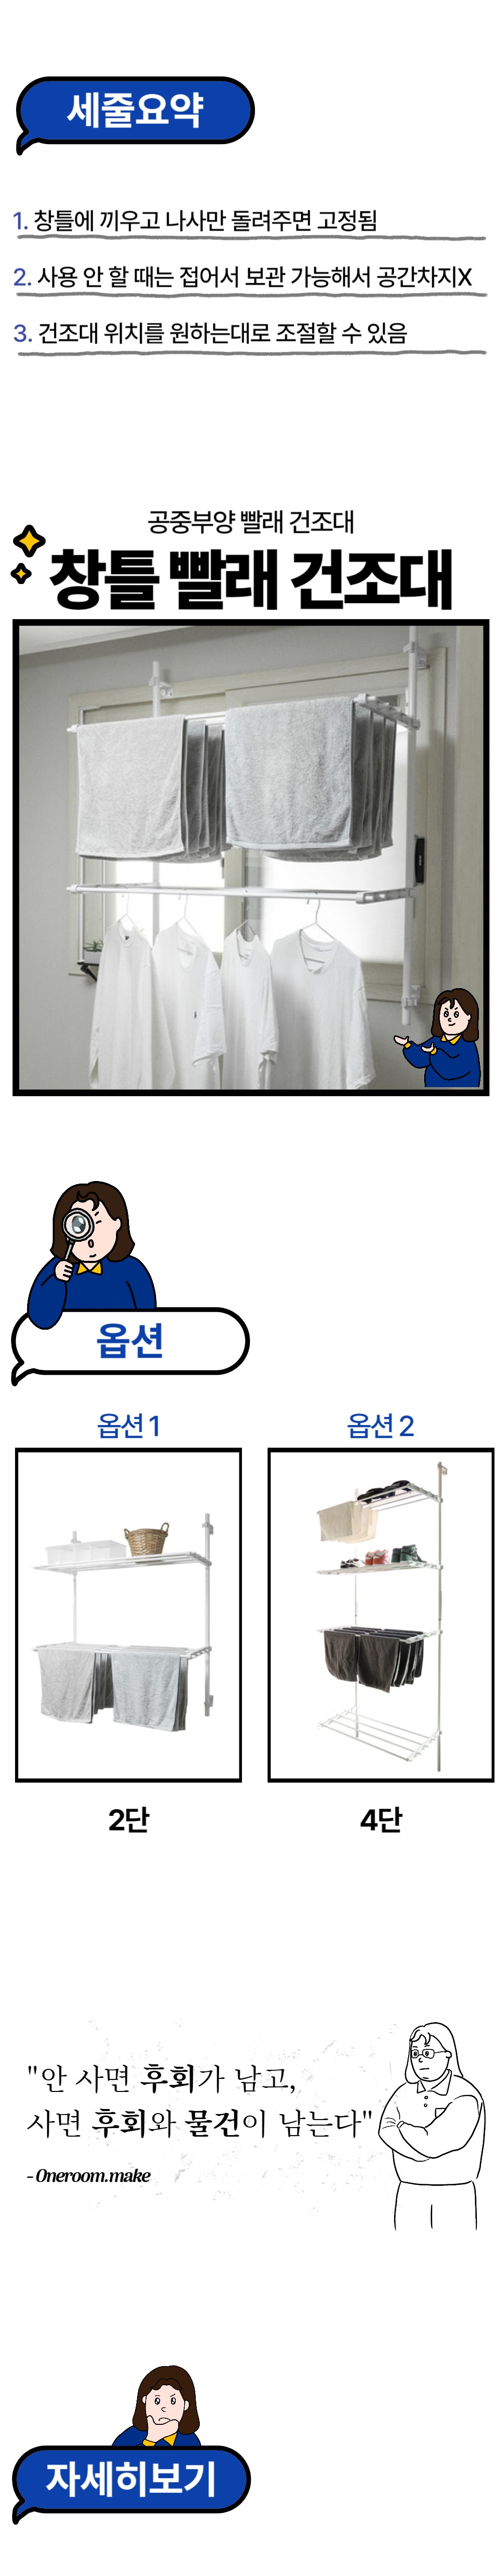 세줄요약
1. 창틀에 끼우고 나사만 돌려주면 고정됨
2. 사용 안 할 때는 접어서 보관 가능해서 공간차지X
3. 건조대 위치를 원하는대로 조절할 수 있음
공중부양 빨래 건조대
창틀 빨래 건조대
옵션
옵션 1
옵션 2
2단
4단
"안 사면 후회가 남고,
사면 후회와 물건이 남는다"
- Oneroom.make
자세히보기